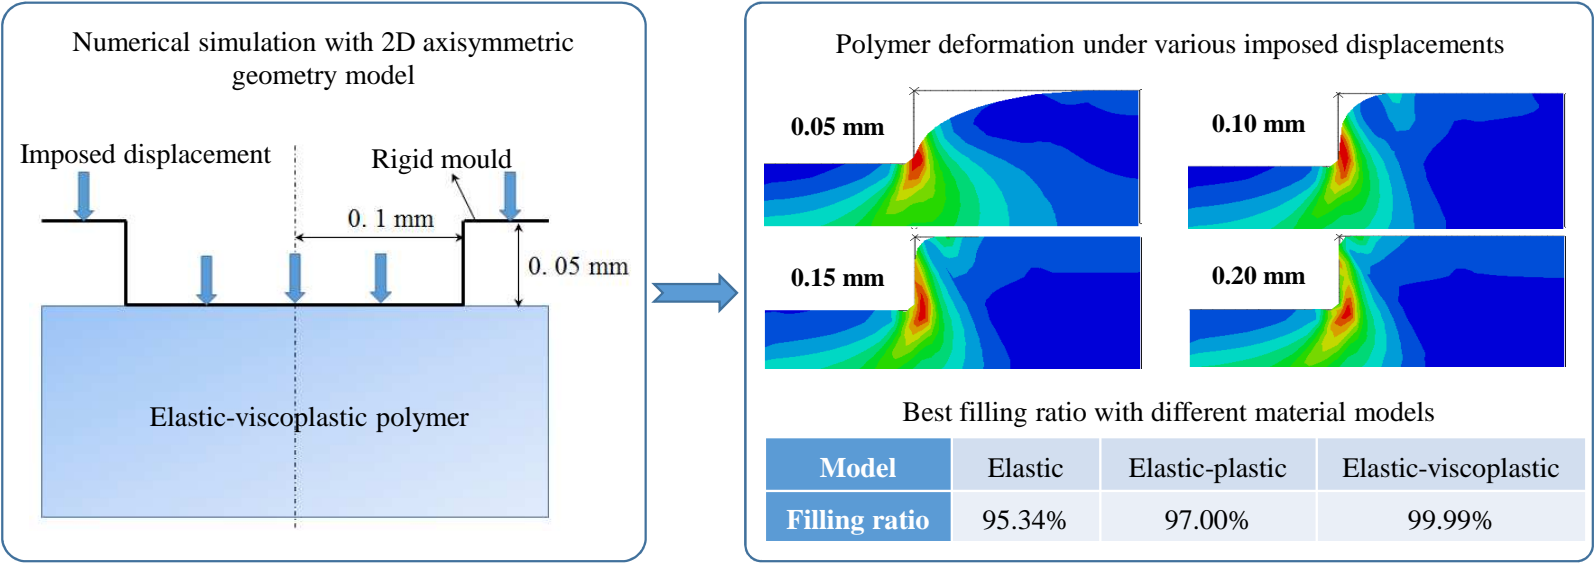 Numerical simulation with 2D axisymmetric
geometry model
Imposed displacement
Rigid mould
0. 1 mm
0. 05 mm
Elastic-viscoplastic polymer
Polymer deformation under various imposed displacements
0.05 mm
0.10 mm
0.15 mm
0.20 mm
Best filling ratio with different material models
Model Elastic Elastic-plastic Elastic-viscoplastic
Filling ratio 95.34% 97.00% 99.99%